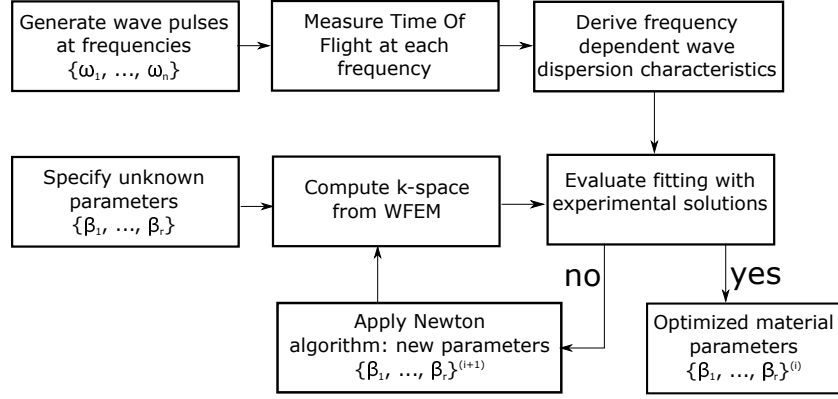 Generate wave pulses
at frequencies
{ω₁, ..., ωₙ}
Measure Time Of
Flight at each
frequency
Derive frequency
dependent wave
dispersion characteristics
Specify unknown
parameters
{β₁, ..., βᵣ}
Compute k-space
from WFEM
Evaluate fitting with
experimental solutions
no
yes
Apply Newton
algorithm: new parameters
{β₁, ..., βᵣ}⁽ⁱ⁺¹⁾
Optimized material
parameters
{β₁, ..., βᵣ}⁽ⁱ⁾